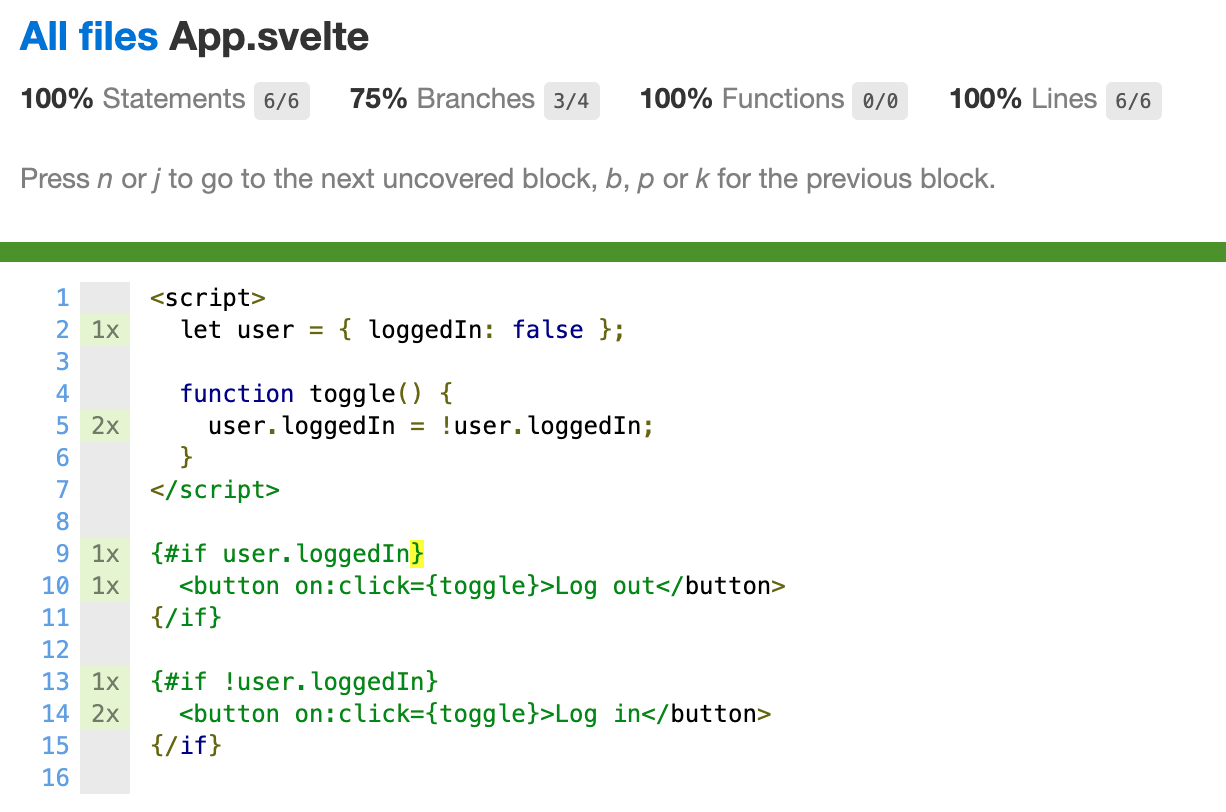 All files App.svelte
100% Statements 6/6 75% Branches 3/4 100% Functions 0/0 100% Lines 6/6
Press n or j to go to the next uncovered block, b, p or k for the previous block.
1 <script>
2 1x let user = { loggedIn: false };
3
4 function toggle() {
5 2x user.loggedIn = !user.loggedIn;
6 }
7 </script>
8
9 1x {#if user.loggedIn}
10 1x <button on:click={toggle}>Log out</button>
11 {/if}
12
13 1x {#if !user.loggedIn}
14 2x <button on:click={toggle}>Log in</button>
15 {/if}
16